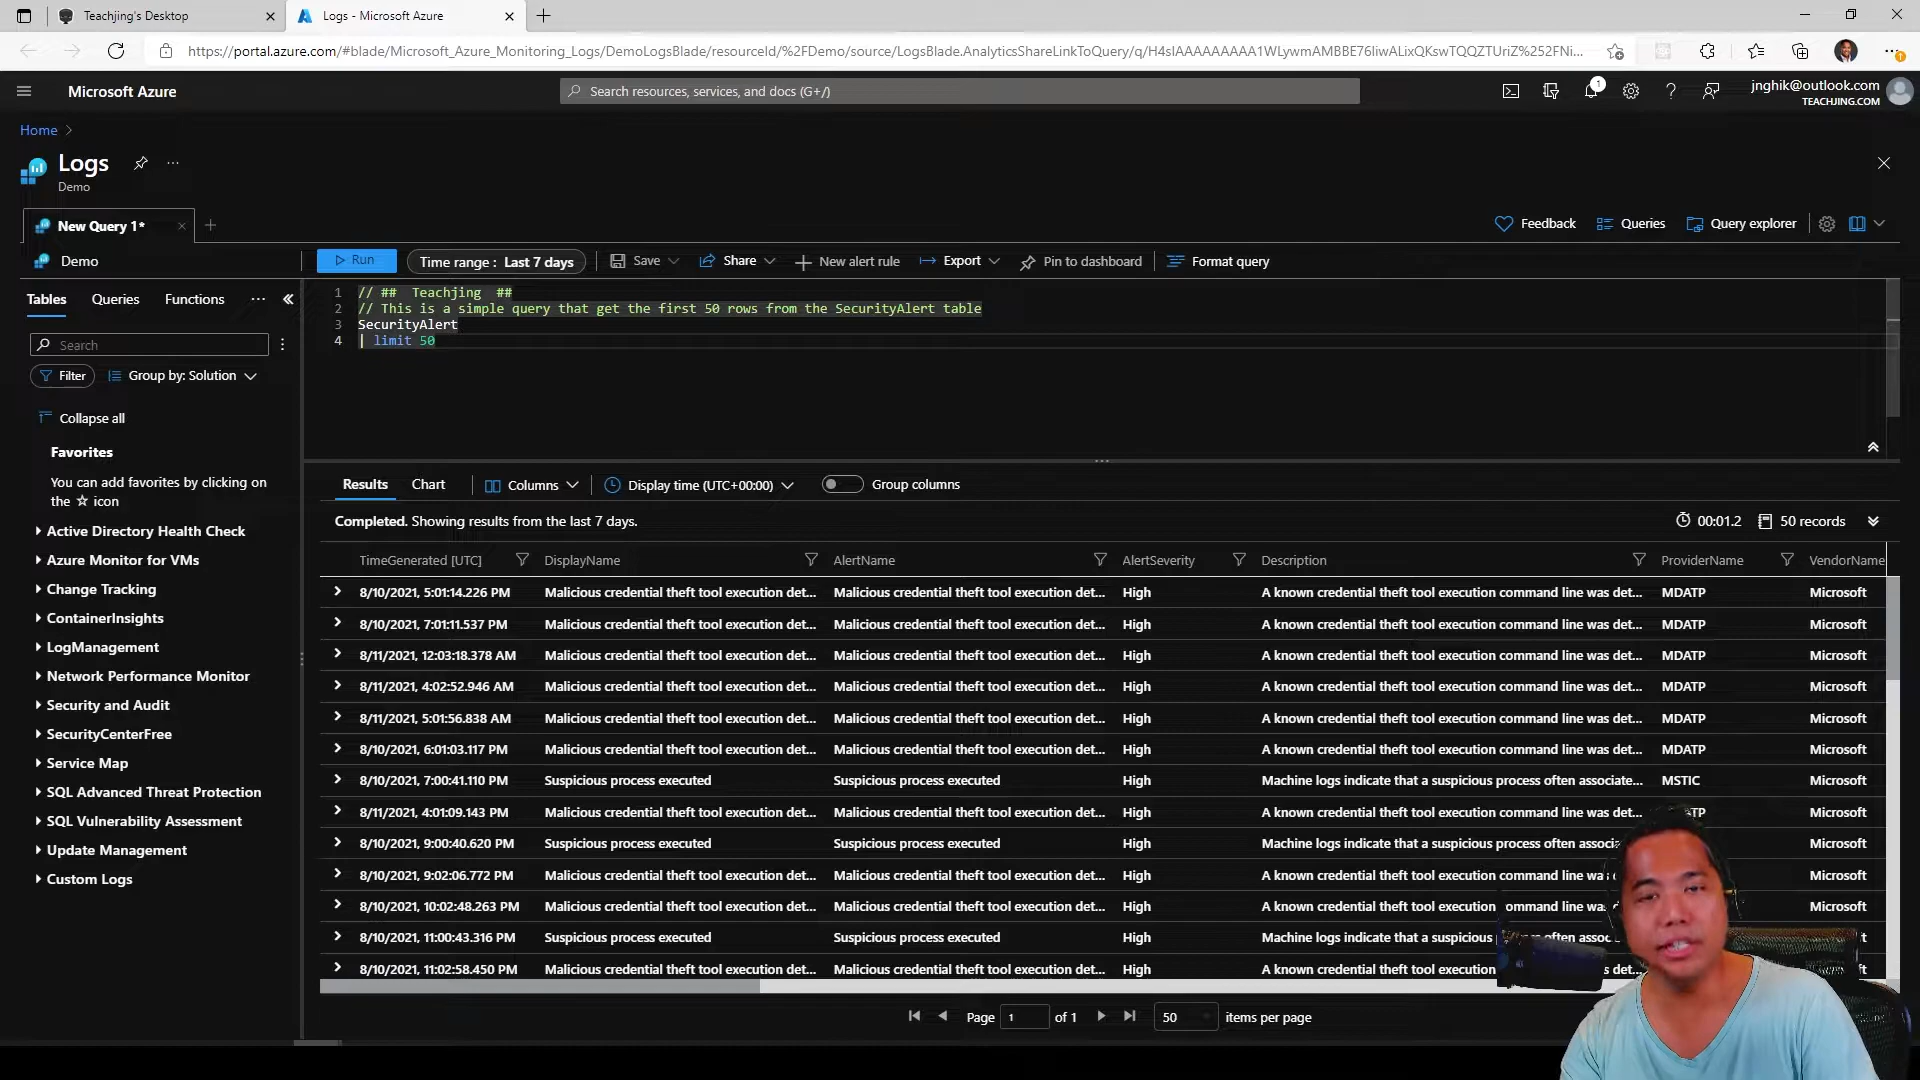 Teachjing's Desktop
Logs - Microsoft Azure
https://portal.azure.com/#blade/Microsoft_Azure_Monitoring_Logs/DemoLogsBlade/resourceId/%2FDemo/source/LogsBlade.AnalyticsShareLinkToQuery/q/H4sIAAAAAAAAA1WLywmAMBBE76IiwALixQKswTQQZTUriZ%252FNi...
Microsoft Azure
Search resources, services, and docs (G+/)
1
jnghik@outlook.com
TEACHJING.COM
Home
Logs
Demo
New Query 1*
Feedback
Queries
Query explorer
Demo
Run
Time range : Last 7 days
Save
Share
New alert rule
Export
Pin to dashboard
Format query
Tables
Queries
Functions
1 // ## Teachjing ##
2 // This is a simple query that get the first 50 rows from the SecurityAlert table
3 SecurityAlert
4 | limit 50
Search
Filter
Group by: Solution
Collapse all
Favorites
You can add favorites by clicking on
the ☆ icon
Active Directory Health Check
Azure Monitor for VMs
Change Tracking
ContainerInsights
LogManagement
Network Performance Monitor
Security and Audit
SecurityCenterFree
Service Map
SQL Advanced Threat Protection
SQL Vulnerability Assessment
Update Management
Custom Logs
Results
Chart
Columns
Display time (UTC+00:00)
Group columns
Completed. Showing results from the last 7 days.
00:01.2
50 records
TimeGenerated [UTC] DisplayName AlertName AlertSeverity Description ProviderName VendorName
8/10/2021, 5:01:14.226 PM Malicious credential theft tool execution det... Malicious credential theft tool execution det... High A known credential theft tool execution command line was det... MDATP Microsoft
8/10/2021, 7:01:11.537 PM Malicious credential theft tool execution det... Malicious credential theft tool execution det... High A known credential theft tool execution command line was det... MDATP Microsoft
8/11/2021, 12:03:18.378 AM Malicious credential theft tool execution det... Malicious credential theft tool execution det... High A known credential theft tool execution command line was det... MDATP Microsoft
8/11/2021, 4:02:52.946 AM Malicious credential theft tool execution det... Malicious credential theft tool execution det... High A known credential theft tool execution command line was det... MDATP Microsoft
8/11/2021, 5:01:56.838 AM Malicious credential theft tool execution det... Malicious credential theft tool execution det... High A known credential theft tool execution command line was det... MDATP Microsoft
8/10/2021, 6:01:03.117 PM Malicious credential theft tool execution det... Malicious credential theft tool execution det... High A known credential theft tool execution command line was det... MDATP Microsoft
8/10/2021, 7:00:41.110 PM Suspicious process executed Suspicious process executed High Machine logs indicate that a suspicious process often associate... MSTIC Microsoft
8/11/2021, 4:01:09.143 PM Malicious credential theft tool execution det... Malicious credential theft tool execution det... High A known credential theft tool execution command line was det... Microsoft
8/10/2021, 9:00:40.620 PM Suspicious process executed Suspicious process executed High Machine logs indicate that a suspicious process often Microsoft
8/10/2021, 9:02:06.772 PM Malicious credential theft tool execution det... Malicious credential theft tool execution det... High A known credential theft tool execution command line was Microsoft
8/10/2021, 10:02:48.263 PM Malicious credential theft tool execution det... Malicious credential theft tool execution det... High A known credential theft tool execution command line was Microsoft
8/10/2021, 11:00:43.316 PM Suspicious process executed Suspicious process executed High Machine logs indicate that a suspicious process often
8/10/2021, 11:02:58.450 PM Malicious credential theft tool execution det... Malicious credential theft tool execution det... High A known credential theft tool execution det...
Page 1 of 1
50 items per page